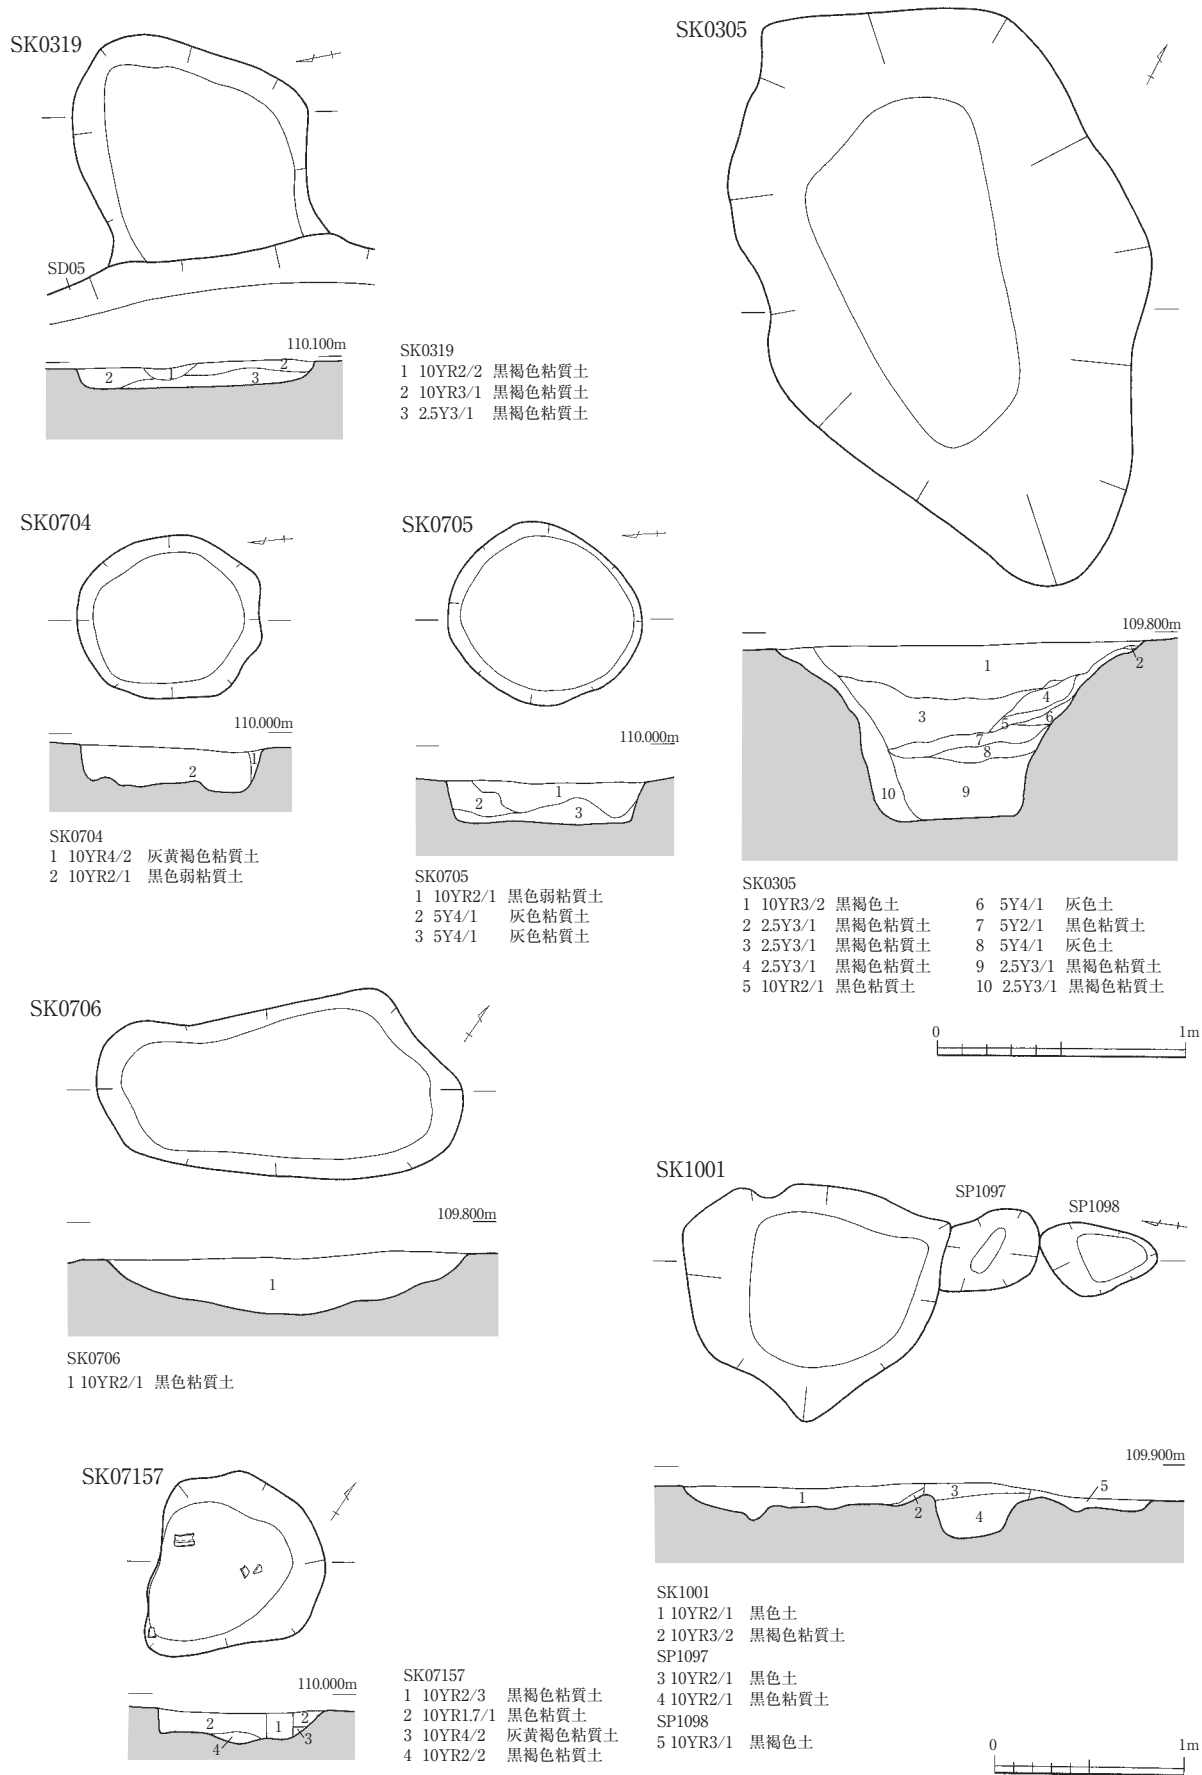 SK0319
SD05
110.100m
1
2
2
3
SK0319
1 10YR2/2 黒褐色粘質土
2 10YR3/1 黒褐色粘質土
3 2.5Y3/1 黒褐色粘質土
SK0305
109.800m
1
2
3
4
5
6
7
8
9
10
SK0305
1 10YR3/2 黒褐色土
2 2.5Y3/1 黒褐色粘質土
3 2.5Y3/1 黒褐色粘質土
4 2.5Y3/1 黒褐色粘質土
5 10YR2/1 黒色粘質土
6 5Y4/1 灰色土
7 5Y2/1 黒色粘質土
8 5Y4/1 灰色土
9 2.5Y3/1 黒褐色粘質土
10 2.5Y3/1 黒褐色粘質土
0 1m
SK0704
110.000m
1
2
SK0704
1 10YR4/2 灰黄褐色粘質土
2 10YR2/1 黒色弱粘質土
SK0705
110.000m
1
2
3
SK0705
1 10YR2/1 黒色弱粘質土
2 5Y4/1 灰色粘質土
3 5Y4/1 灰色粘質土
SK0706
109.800m
1
SK0706
1 10YR2/1 黒色粘質土
SK1001
SP1097
SP1098
109.900m
1
2
3
4
5
SK1001
1 10YR2/1 黒色土
2 10YR3/2 黒褐色粘質土
SP1097
3 10YR2/1 黒色土
4 10YR2/1 黒色粘質土
SP1098
5 10YR3/1 黒褐色土
SK07157
110.000m
2
1
2
3
4
SK07157
1 10YR2/3 黒褐色粘質土
2 10YR1.7/1 黒色粘質土
3 10YR4/2 灰黄褐色粘質土
4 10YR2/2 黒褐色粘質土
0 1m